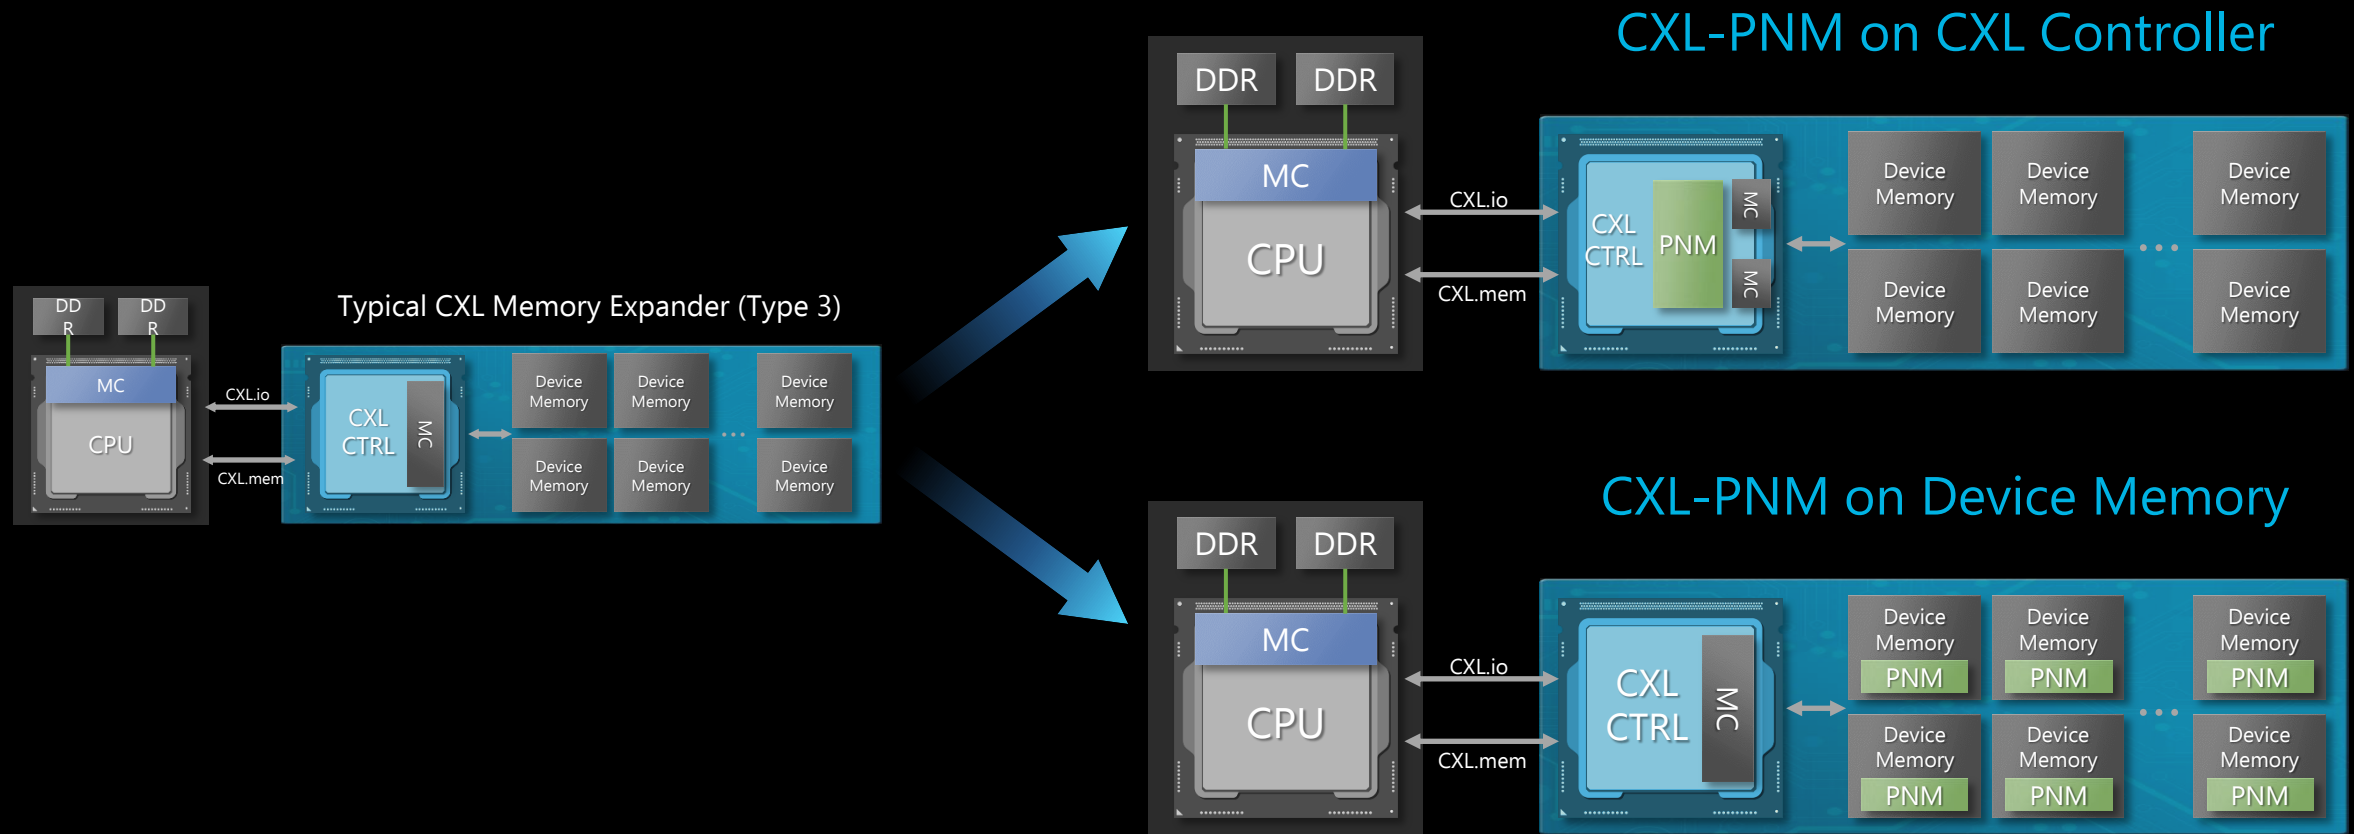 Typical CXL Memory Expander (Type 3)
DD
R
DD
R
MC
CPU
CXL.io
CXL.mem
CXL
CTRL
MC
Device
Memory
Device
Memory
Device
Memory
...
Device
Memory
Device
Memory
Device
Memory
CXL-PNM on CXL Controller
DDR
DDR
MC
CPU
CXL.io
CXL.mem
CXL
CTRL
PNM
MC
MC
Device
Memory
Device
Memory
Device
Memory
...
Device
Memory
Device
Memory
Device
Memory
CXL-PNM on Device Memory
DDR
DDR
MC
CPU
CXL.io
CXL.mem
CXL
CTRL
MC
Device
Memory
PNM
Device
Memory
PNM
Device
Memory
PNM
...
Device
Memory
PNM
Device
Memory
PNM
Device
Memory
PNM